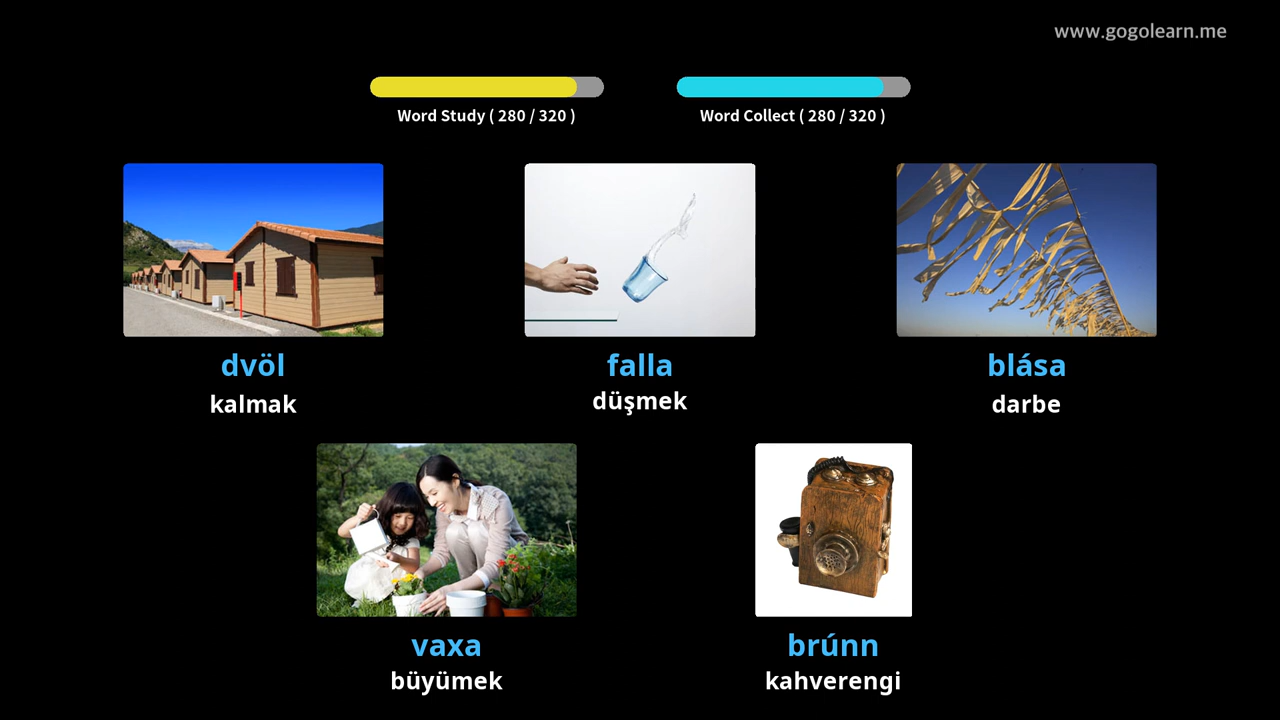 www.gogolearn.me
Word Study ( 280 / 320 )
Word Collect ( 280 / 320 )
dvöl
kalmak
falla
düşmek
blása
darbe
vaxa
büyümek
brúnn
kahverengi